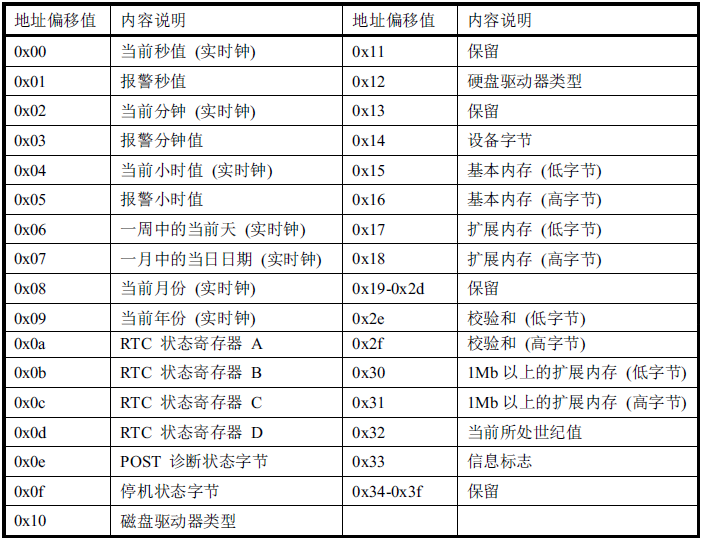 地址偏移值 内容说明 地址偏移值 内容说明
0x00 当前秒值 (实时钟) 0x11 保留
0x01 报警秒值 0x12 硬盘驱动器类型
0x02 当前分钟 (实时钟) 0x13 保留
0x03 报警分钟值 0x14 设备字节
0x04 当前小时值 (实时钟) 0x15 基本内存 (低字节)
0x05 报警小时值 0x16 基本内存 (高字节)
0x06 一周中的当前天 (实时钟) 0x17 扩展内存 (低字节)
0x07 一月中的当日日期 (实时钟) 0x18 扩展内存 (高字节)
0x08 当前月份 (实时钟) 0x19-0x2d 保留
0x09 当前年份 (实时钟) 0x2e 校验和 (低字节)
0x0a RTC 状态寄存器 A 0x2f 校验和 (高字节)
0x0b RTC 状态寄存器 B 0x30 1Mb 以上的扩展内存 (低字节)
0x0c RTC 状态寄存器 C 0x31 1Mb 以上的扩展内存 (高字节)
0x0d RTC 状态寄存器 D 0x32 当前所处世纪值
0x0e POST 诊断状态字节 0x33 信息标志
0x0f 停机状态字节 0x34-0x3f 保留
0x10 磁盘驱动器类型